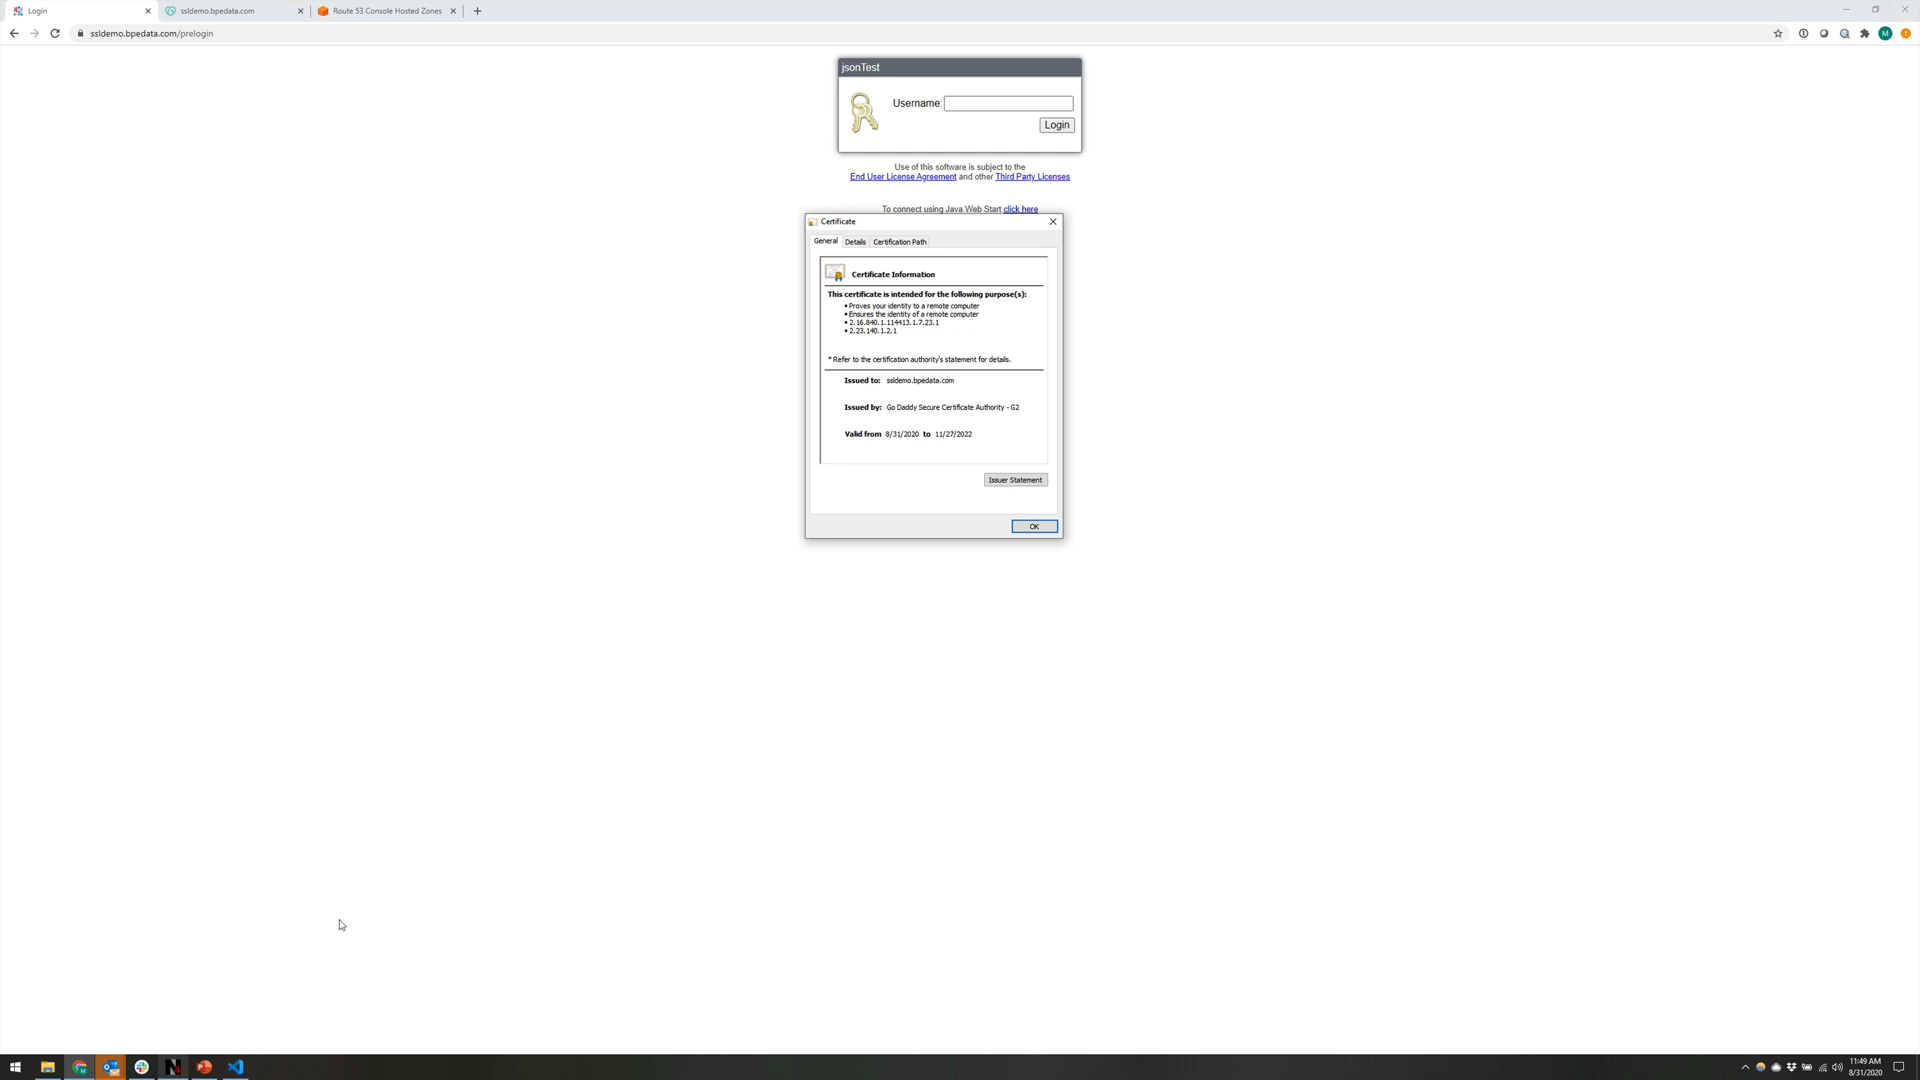 Login
ssldemo.bpedata.com
Route 53 Console Hosted Zones
ssldemo.bpedata.com/prelogin
M
jsonTest
Username:
Login
Use of this software is subject to the
End User License Agreement and other Third Party Licenses
To connect using Java Web Start click here
Certificate
General Details Certification Path
Certificate Information
This certificate is intended for the following purpose(s):
• Proves your identity to a remote computer
• Ensures the identity of a remote computer
• 2.16.840.1.114413.1.7.23.1
• 2.23.140.1.2.1
* Refer to the certification authority's statement for details.
Issued to: ssldemo.bpedata.com
Issued by: Go Daddy Secure Certificate Authority - G2
Valid from 8/31/2020 to 11/27/2022
Issuer Statement
OK
11:49 AM
8/31/2020